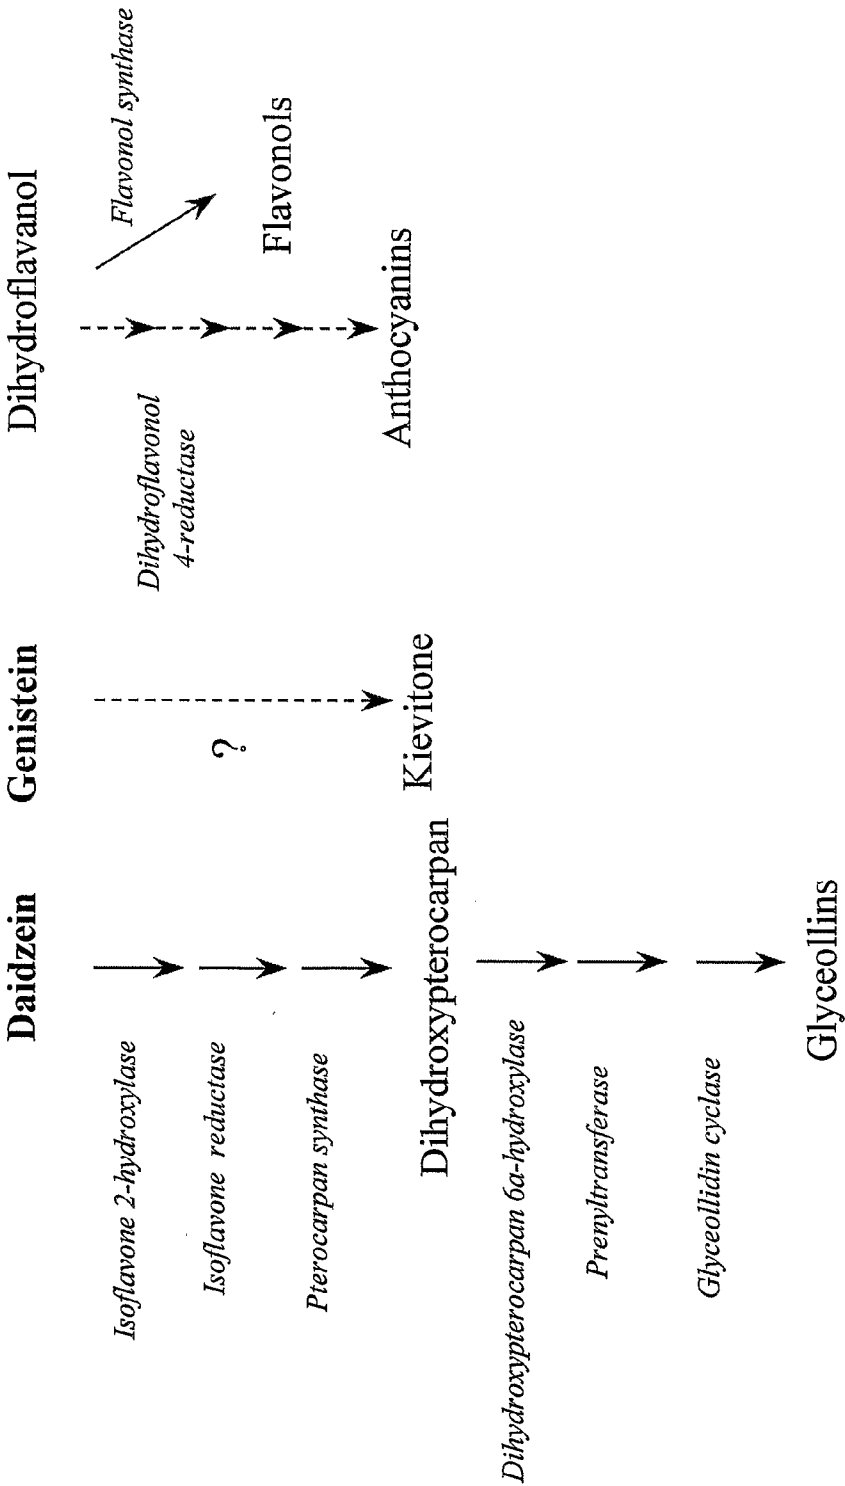 Daidzein
Isoflavone 2-hydroxylase
Isoflavone reductase
Pterocarpan synthase
Dihydroxypterocarpan
Dihydroxypterocarpan 6a-hydroxylase
Prenyltransferase
Glyceollidin cyclase
Glyceollins
Genistein
?
Kievitone
Dihydroflavanol
Dihydroflavonol
4-reductase
Flavonol synthase
Flavonols
Anthocyanins